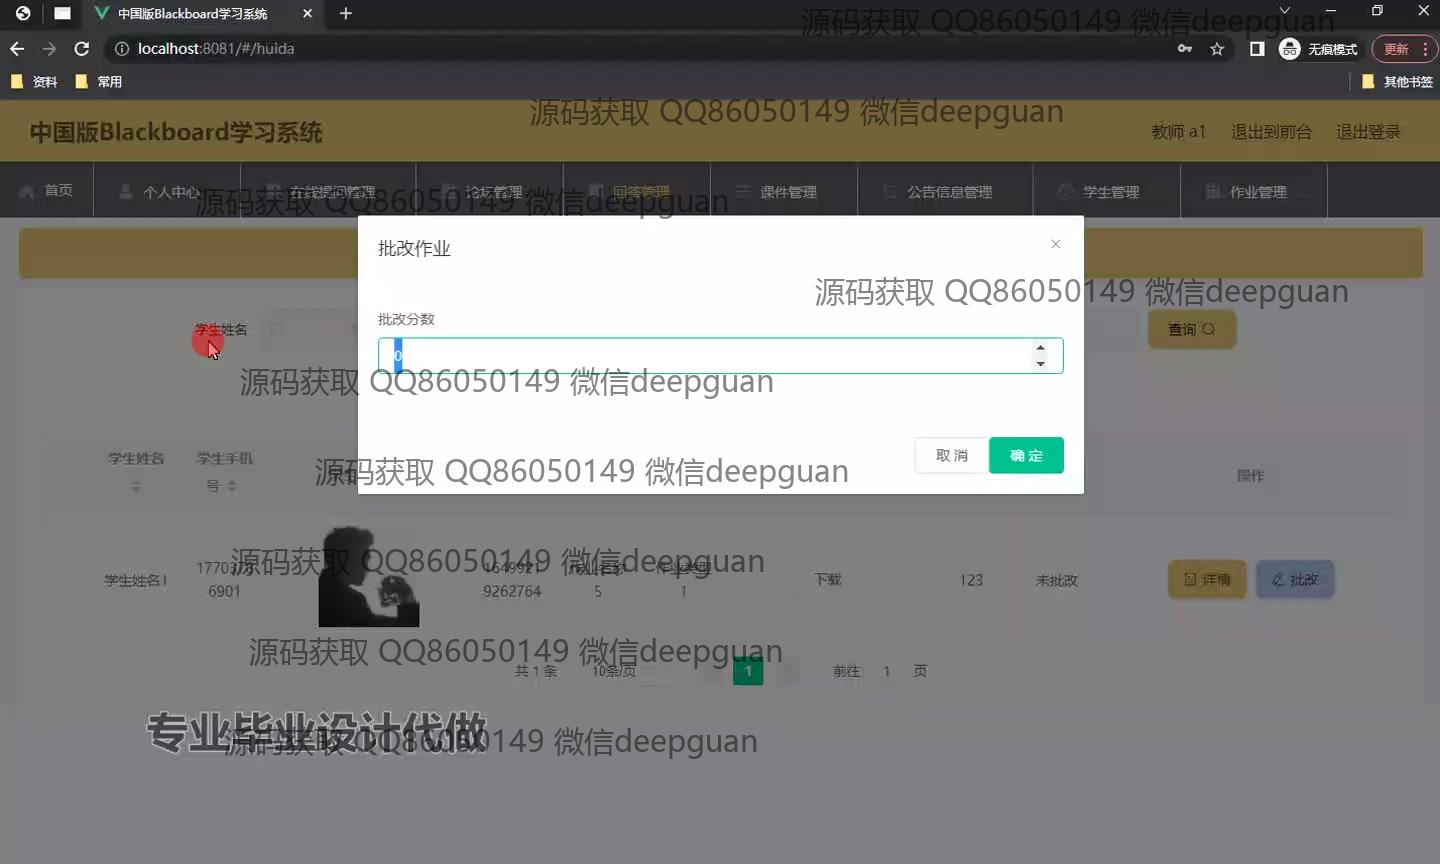 中国版Blackboard学习系统
源码获取 QQ86050149 微信deepguan
localhost:8081/#/huida
无痕模式
更新
资料
常用
其他书签
源码获取 QQ86050149 微信deepguan
中国版Blackboard学习系统
教师 a1
退出到前台
退出登录
首页
个人中心
在线提问管理
论坛管理
回答管理
课件管理
公告信息管理
学生管理
作业管理
源码获取 QQ86050149 微信deepguan
批改作业
源码获取 QQ86050149 微信deepguan
批改分数
学生姓名
查询
0
源码获取 QQ86050149 微信deepguan
取 消
确 定
学生姓名
学生手机
号
源码获取 QQ86050149 微信deepguan
操作
源码获取 QQ86050149 微信deepguan
学生姓名1
6901
9262764
作业名称
5
作业类型
1
下载
123
未批改
详情
批改
源码获取 QQ86050149 微信deepguan
共 1 条
10条/页
1
前往
1
页
专业毕业设计代做
源码获取 QQ86050149 微信deepguan